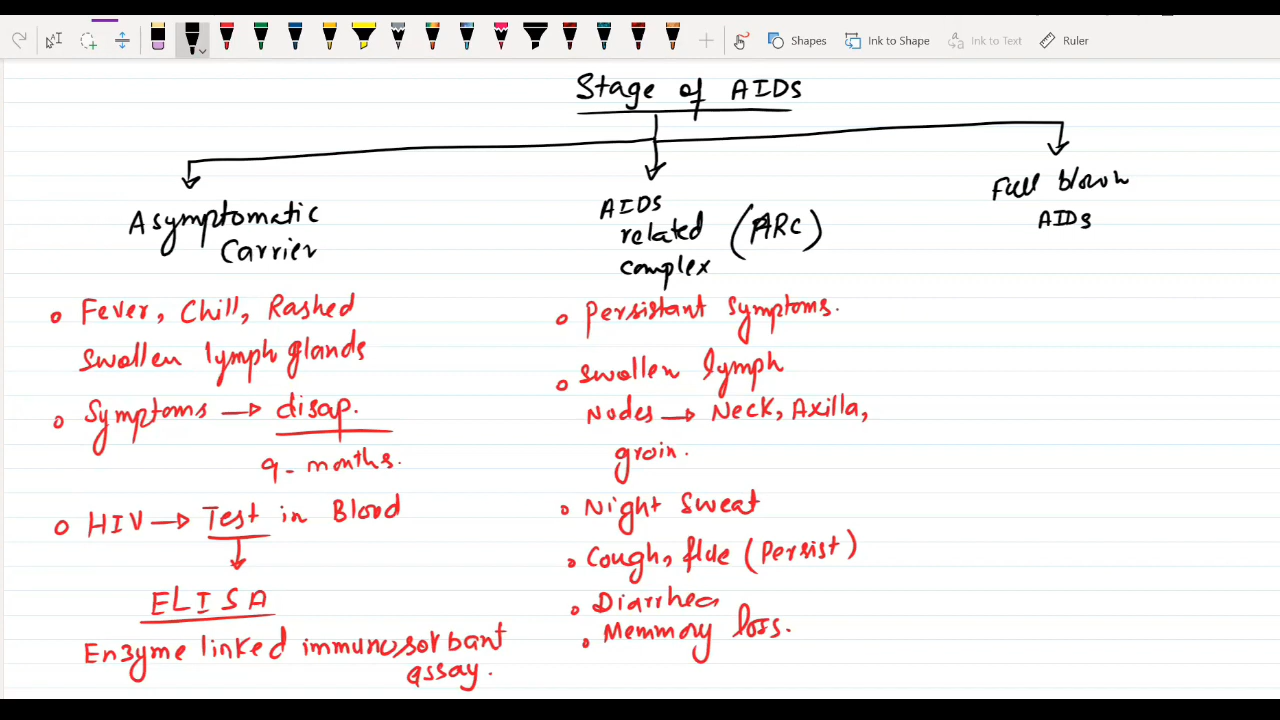 Shapes
Ink to Shape
Ink to Text
Ruler
Stage of AIDS
Asymptomatic
Carrier
Fever, Chill, Rashed
Swollen lymph glands
Symptoms → disap.
9- months.
HIV → Test in Blood
ELISA
Enzyme linked immunosorbant
assay.
AIDS
related (ARC)
complex
Persistant Symptoms.
Swollen lymph
Nodes → Neck, Axilla,
groin.
Night Sweat
Cough, flue (Persist)
Diarrhea
Memmory loss.
Full blown
AIDS